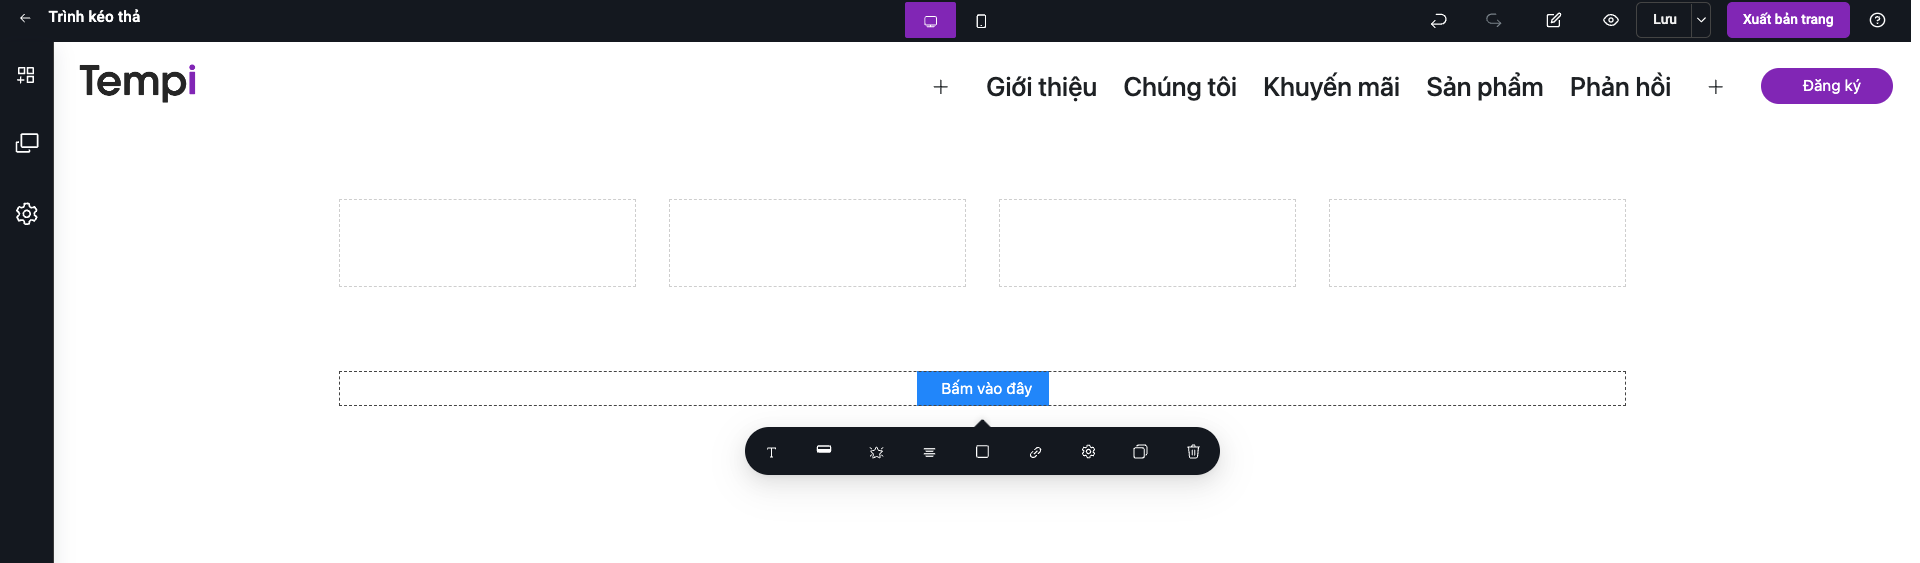 Trình kéo thả
Lưu
Xuất bản trang
Tempi
Giới thiệu
Chúng tôi
Khuyến mãi
Sản phẩm
Phản hồi
Đăng ký
Bấm vào đây